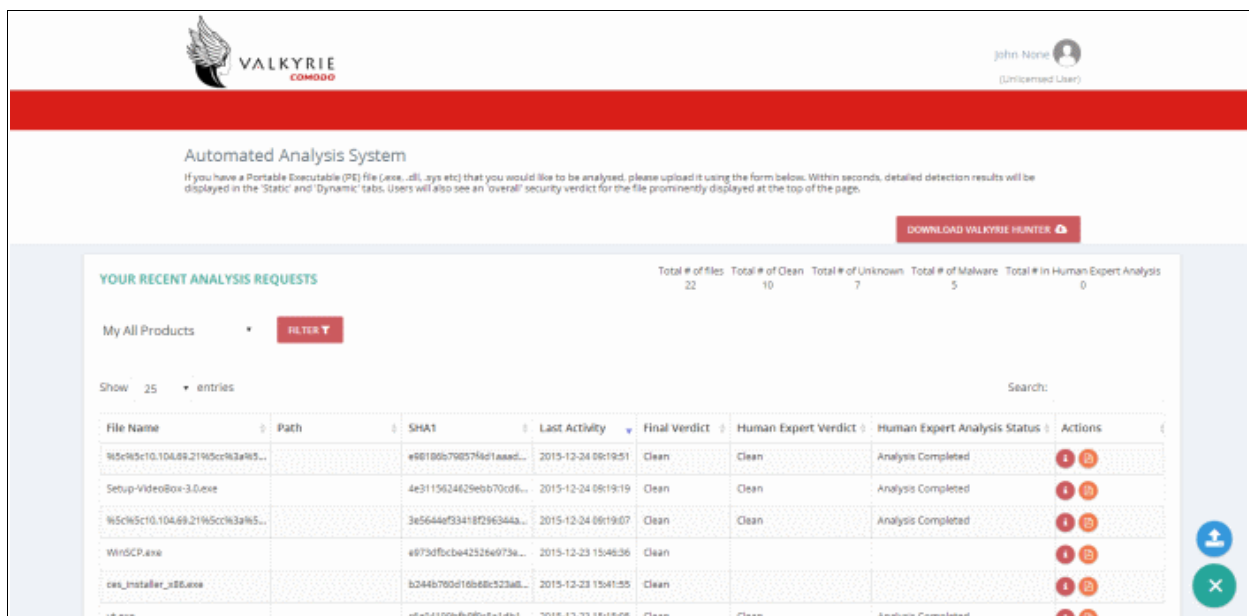 VALKYRIE
COMODO
John None
(Unlicensed User)
Automated Analysis System
If you have a Portable Executable (PE) file (.exe, .dll, .sys etc) that you would like to be analysed, please upload it using the form below. Within seconds, detailed detection results will be
displayed in the 'Static' and 'Dynamic' tabs. Users will also see an 'overall' security verdict for the file prominently displayed at the top of the page.
DOWNLOAD VALKYRIE HUNTER
YOUR RECENT ANALYSIS REQUESTS
Total # of files Total # of Clean Total # of Unknown Total # of Malware Total # in Human Expert Analysis
22 10 7 5 0
My All Products
FILTER
Show 25 entries
Search:
File Name Path SHA1 Last Activity Final Verdict Human Expert Verdict Human Expert Analysis Status Actions
%5c%5c10.104.69.21%5cc%3a%5... 2015-12-24 09:19:51 Clean Clean Analysis Completed
Setup-VideoBox-3.0.exe 4e3115624629ebb70cd6... 2015-12-24 09:19:19 Clean Clean Analysis Completed
%5c%5c10.104.69.21%5cc%3a%5... 3e5644ef33418f296344a... 2015-12-24 09:19:07 Clean Clean Analysis Completed
WinSCP.exe e973dfbcbe42526e973e... 2015-12-23 15:46:36 Clean
ces_installer_x86.exe b244b760d16b68c523a8... 2015-12-23 15:41:55 Clean
Clean Clean Analysis Completed